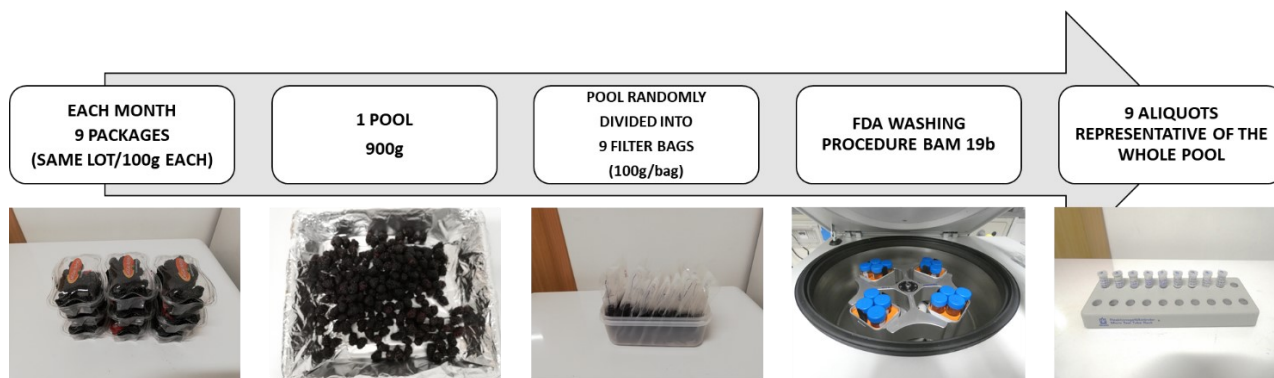 EACH MONTH
9 PACKAGES
(SAME LOT/100g EACH)
1 POOL
900g
POOL RANDOMLY
DIVIDED INTO
9 FILTER BAGS
(100g/bag)
FDA WASHING
PROCEDURE BAM 19b
9 ALIQUOTS
REPRESENTATIVE OF THE
WHOLE POOL